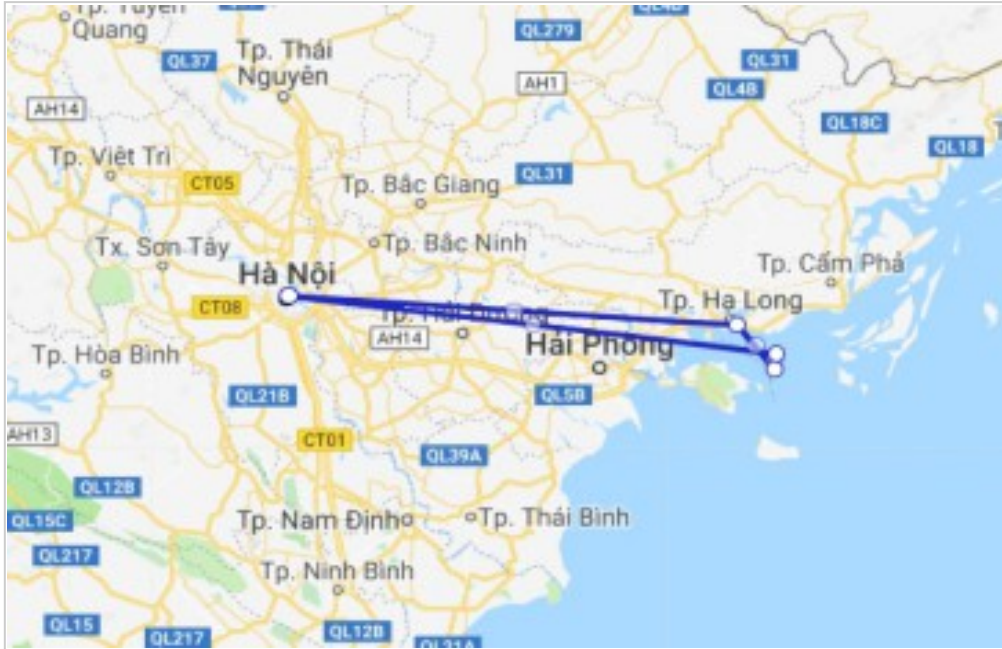 Tp. Tuyên
Quang
QL4B
QL279
QL37
Tp. Thái
Nguyên
QL31
AH1
QL4B
AH14
QL18C
QL18
Tp. Việt Trì
CT05
QL31
Tp. Bắc Giang
Tx. Sơn Tây
Tp. Bắc Ninh
Tp. Cẩm Phả
Hà Nội
CT08
Tp. Hạ Long
AH14
Hải Phòng
Tp. Hòa Bình
QL21B
QL5B
AH13
CT01
QL39A
QL12B
QL15C
Tp. Nam Định
Tp. Thái Bình
QL217
Tp. Ninh Bình
QL15
QL217
QL12B
QL21A